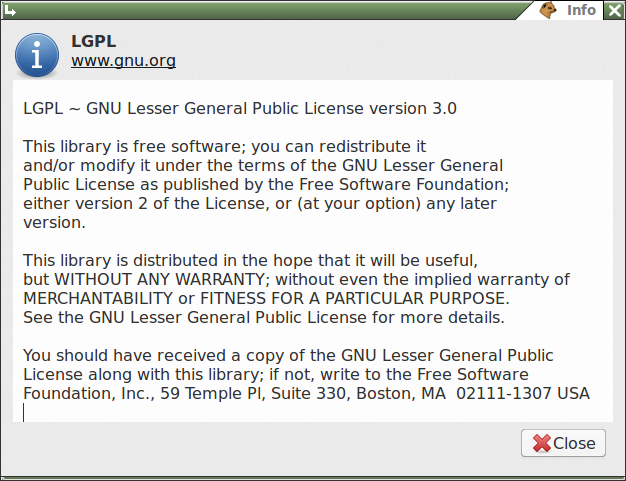 Info
LGPL
www.gnu.org
LGPL ~ GNU Lesser General Public License version 3.0
This library is free software; you can redistribute it
and/or modify it under the terms of the GNU Lesser General
Public License as published by the Free Software Foundation;
either version 2 of the License, or (at your option) any later
version.
This library is distributed in the hope that it will be useful,
but WITHOUT ANY WARRANTY; without even the implied warranty of
MERCHANTABILITY or FITNESS FOR A PARTICULAR PURPOSE.
See the GNU Lesser General Public License for more details.
You should have received a copy of the GNU Lesser General Public
License along with this library; if not, write to the Free Software
Foundation, Inc., 59 Temple Pl, Suite 330, Boston, MA  02111-1307 USA
Close